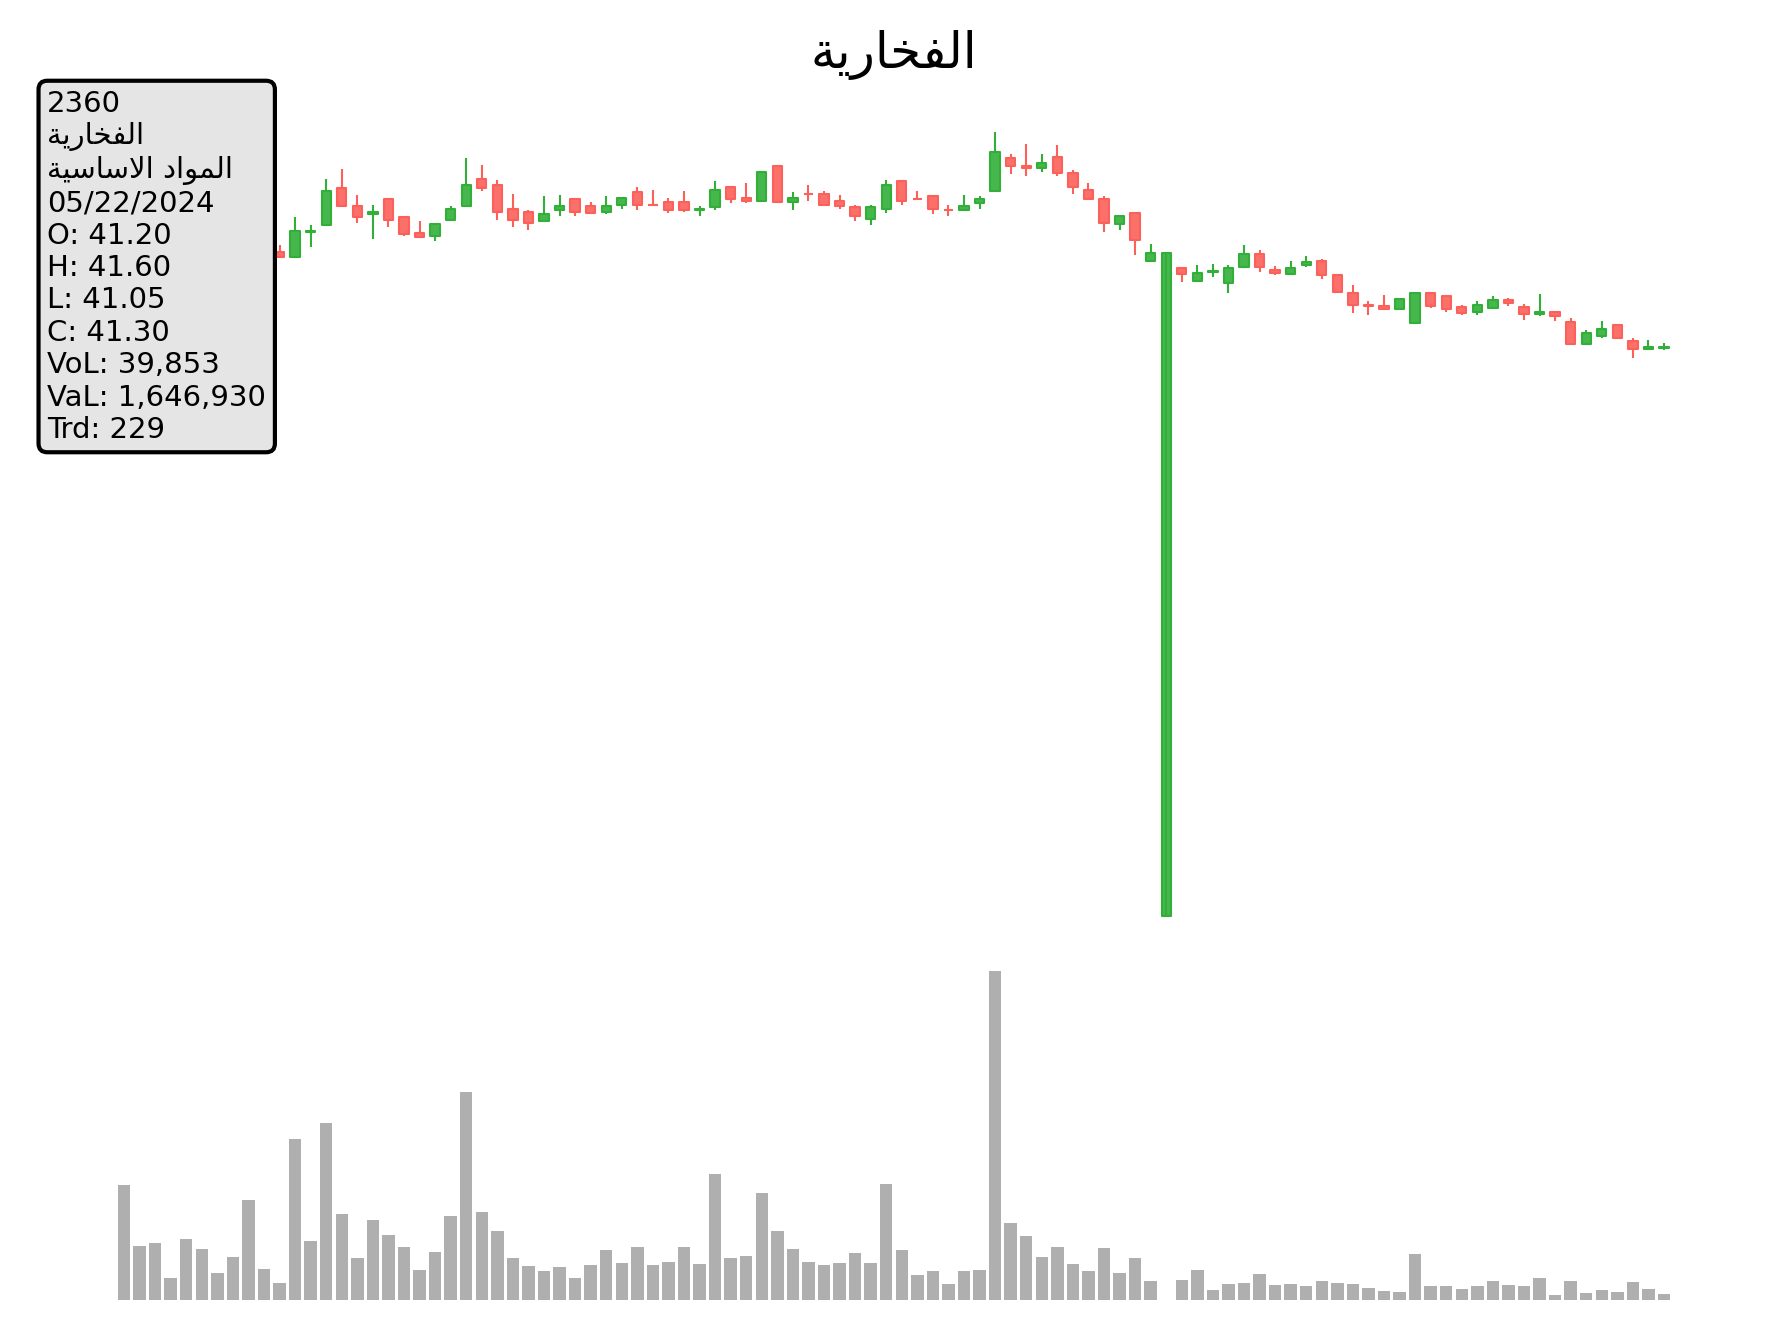 الفخارية
2360
الفخارية
المواد الاساسية
05/22/2024
O: 41.20
H: 41.60
L: 41.05
C: 41.30
VoL: 39,853
VaL: 1,646,930
Trd: 229